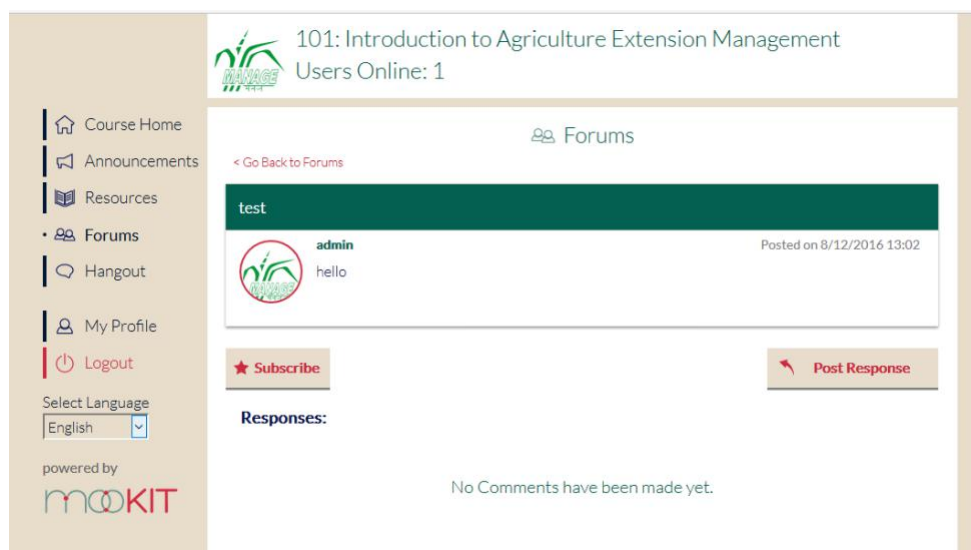 101: Introduction to Agriculture Extension Management
MANAGE
Users Online: 1
Course Home
Announcements
Resources
Forums
Hangout
My Profile
Logout
Select Language
English
powered by
mooKIT
Forums
< Go Back to Forums
test
admin
Posted on 8/12/2016 13:02
hello
MANAGE
Subscribe
Post Response
Responses:
No Comments have been made yet.